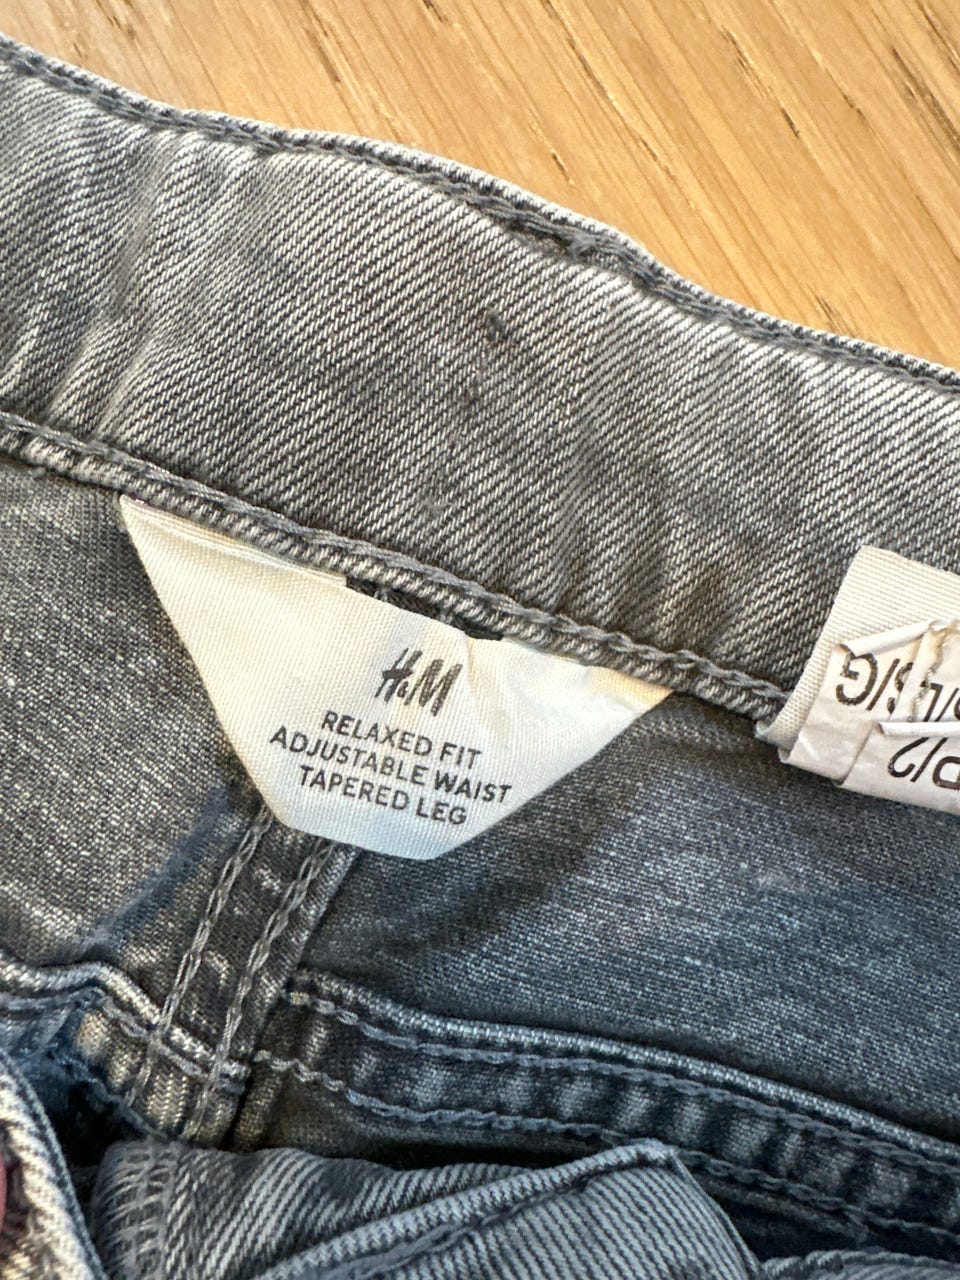 H&M
RELAXED FIT
ADJUSTABLE WAIST
TAPERED LEG